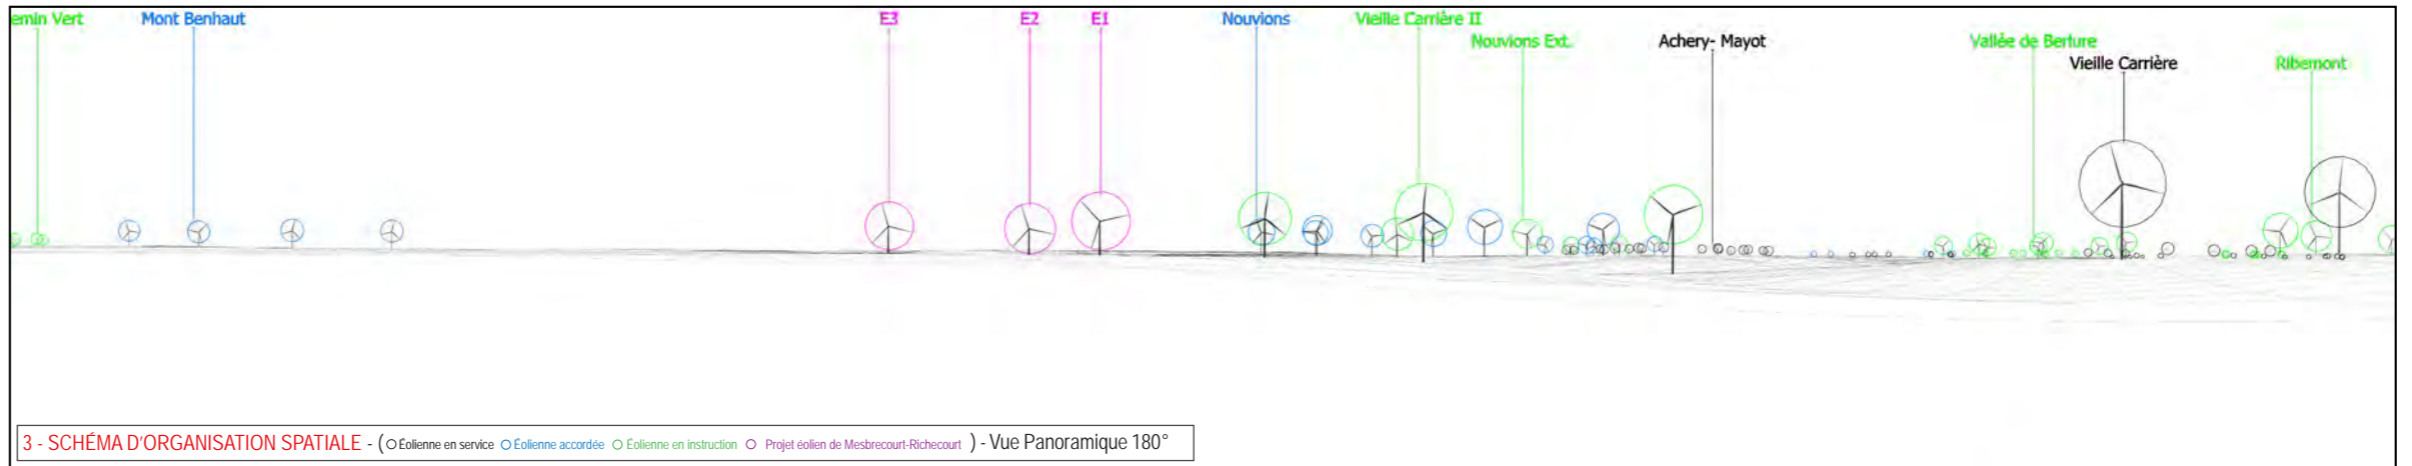 emin Vert
Mont Benhaut
E3
E2
E1
Nouvions
Vieille Carrière II
Nouvions Ext.
Achery- Mayot
Vallée de Berlure
Vieille Carrière
Ribemont
3 - SCHÉMA D'ORGANISATION SPATIALE - ( Éolienne en service Éolienne accordée Éolienne en instruction Projet éolien de Mesbrecourt-Richecourt ) - Vue Panoramique 180°